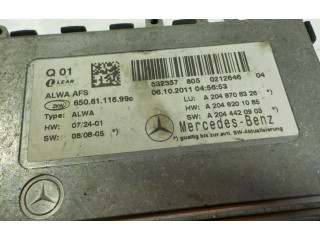 Q 01
LEAR
ALWA AFS
650.61.116.99c
Type: ALWA
HW: 07/24-01
SW: 08/08-05 *)
332357 805 0212646 04
06.10.2011 04:56:53
LU: A 204 870 83 26
HW: A 204 820 10 85
SW: A 204 442 09 03 *)
Mercedes-Benz
*) gueltig bis zur evtl. SW-Aktualisierung